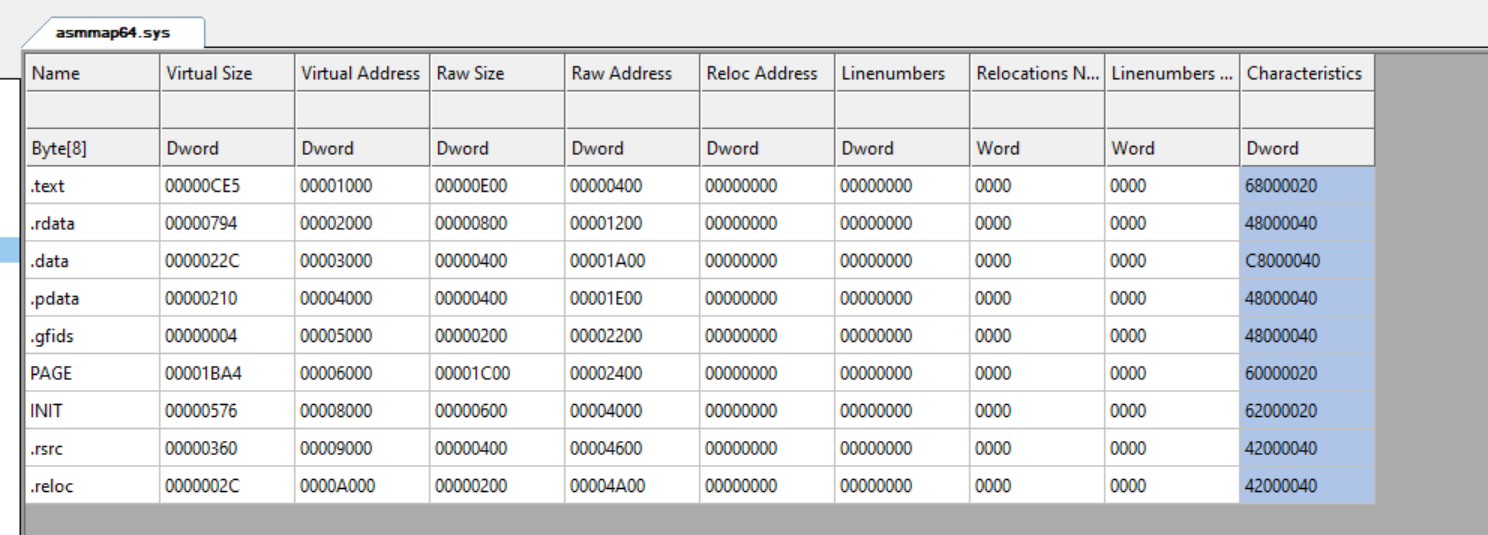 asmmap64.sys
Name Virtual Size Virtual Address Raw Size Raw Address Reloc Address Linenumbers Relocations N... Linenumbers ... Characteristics
Byte[8] Dword Dword Dword Dword Dword Dword Word Word Dword
.text 00000CE5 00001000 00000E00 00000400 00000000 00000000 0000 0000 68000020
.rdata 00000794 00002000 00000800 00001200 00000000 00000000 0000 0000 48000040
.data 0000022C 00003000 00000400 00001A00 00000000 00000000 0000 0000 C8000040
.pdata 00000210 00004000 00000400 00001E00 00000000 00000000 0000 0000 48000040
.gfids 00000004 00005000 00000200 00002200 00000000 00000000 0000 0000 48000040
PAGE 00001BA4 00006000 00001C00 00002400 00000000 00000000 0000 0000 60000020
INIT 00000576 00008000 00000600 00004000 00000000 00000000 0000 0000 62000020
.rsrc 00000360 00009000 00000400 00004600 00000000 00000000 0000 0000 42000040
.reloc 0000002C 0000A000 00000200 00004A00 00000000 00000000 0000 0000 42000040